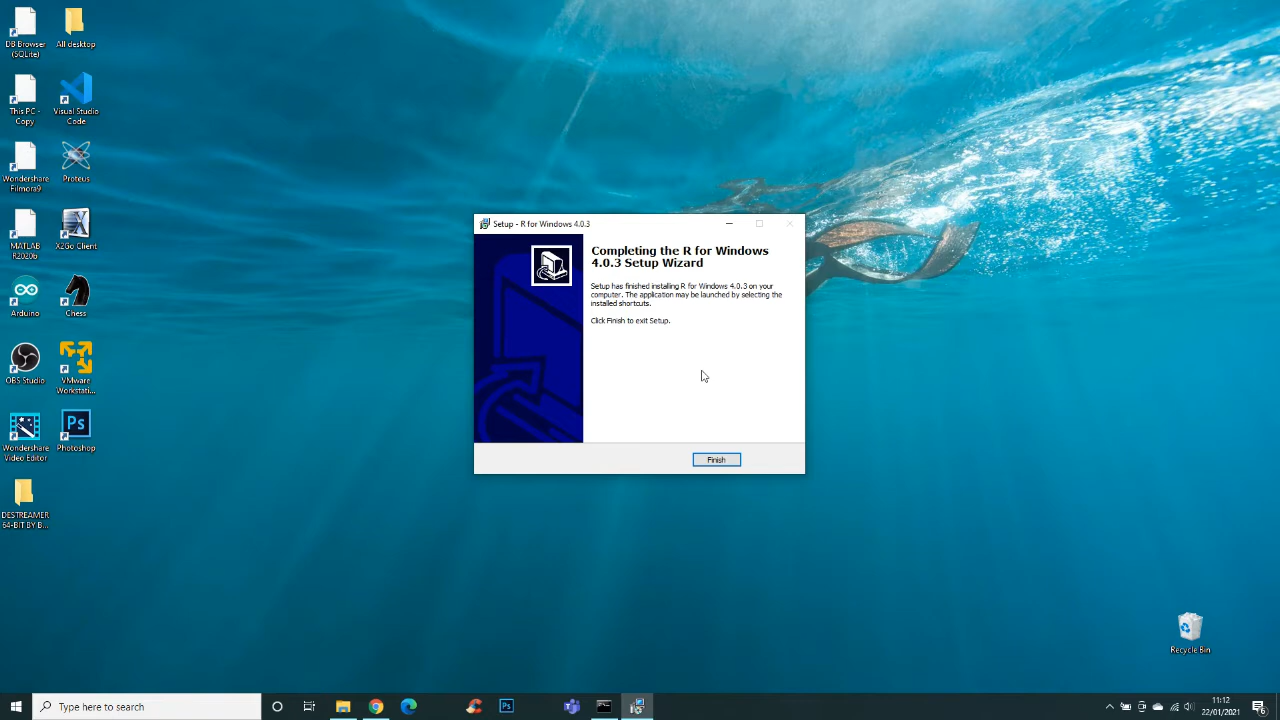 DB Browser
(SQLite)
All desktop
This PC -
Copy
Visual Studio
Code
Wondershare
Filmora9
Proteus
MATLAB
R2020b
X2Go Client
Arduino
Chess
OBS Studio
VMware
Workstati...
Wondershare
Video Editor
Ps
Photoshop
DESTREAMER
64-BIT BY B...
Setup - R for Windows 4.0.3
Completing the R for Windows
4.0.3 Setup Wizard
Setup has finished installing R for Windows 4.0.3 on your
computer. The application may be launched by selecting the
installed shortcuts.
Click Finish to exit Setup.
Finish
Recycle Bin
Type here to search
Ps
11:12
22/01/2021